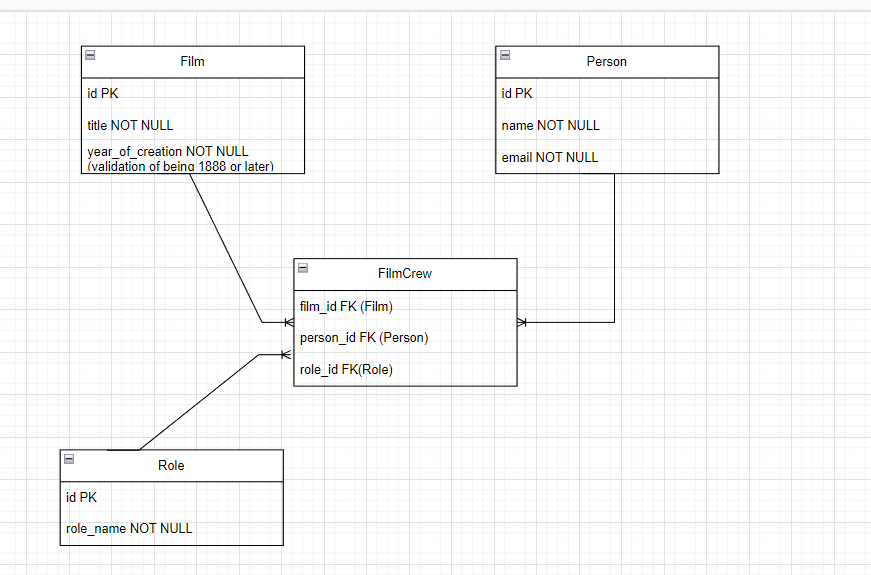 Film
id PK
title NOT NULL
year_of_creation NOT NULL
(validation of being 1888 or later)
Person
id PK
name NOT NULL
email NOT NULL
FilmCrew
film_id FK (Film)
person_id FK (Person)
role_id FK(Role)
Role
id PK
role_name NOT NULL